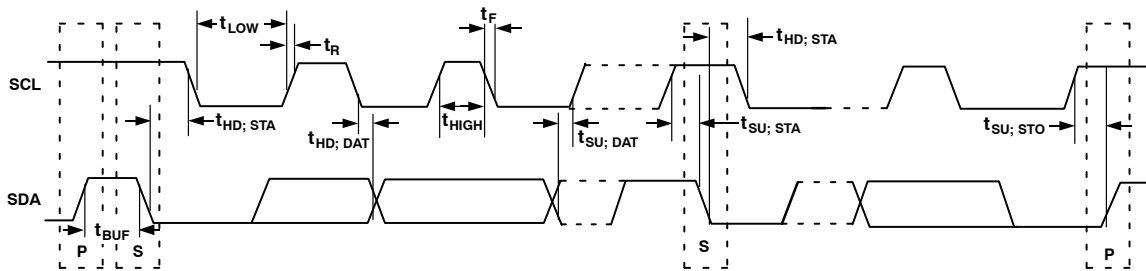 tLOW
tR
tF
tHD; STA
SCL
tHD; STA
tHD; DAT
tHIGH
tSU; DAT
tSU; STA
tSU; STO
SDA
tBUF
P
S
S
P